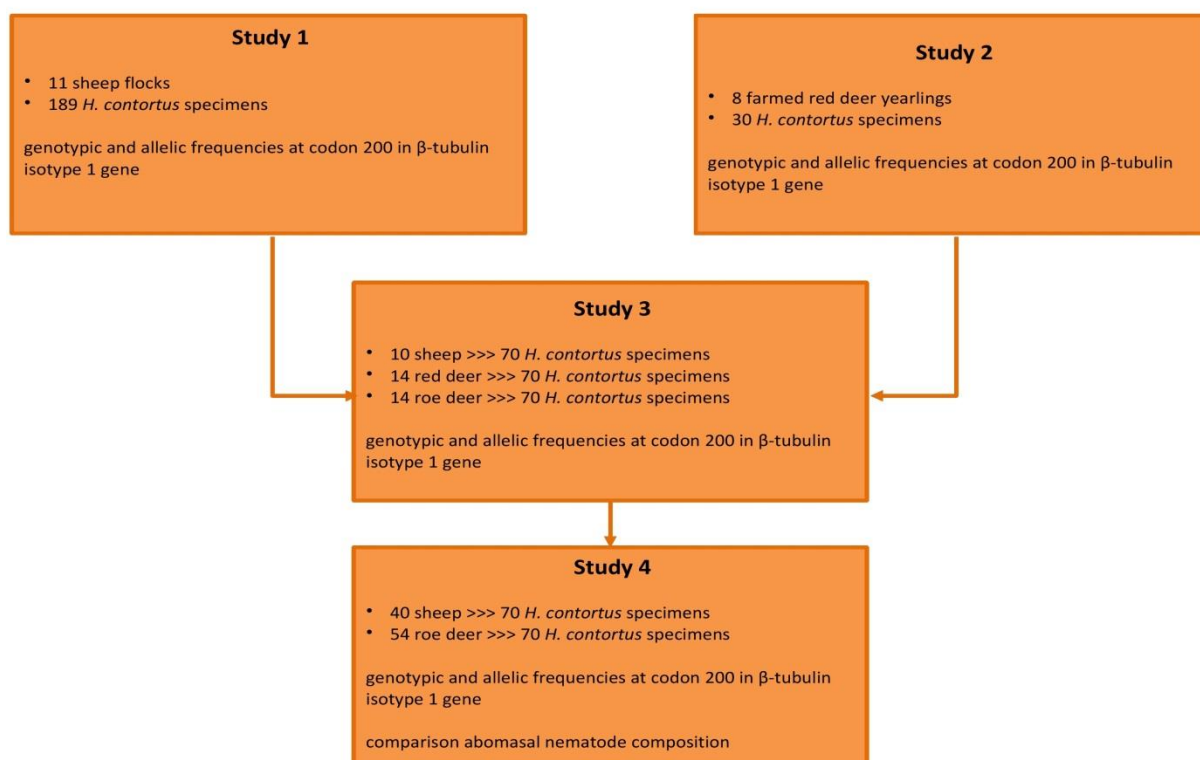 Study 1
• 11 sheep flocks
• 189 H. contortus specimens
genotypic and allelic frequencies at codon 200 in β-tubulin
isotype 1 gene
Study 2
• 8 farmed red deer yearlings
• 30 H. contortus specimens
genotypic and allelic frequencies at codon 200 in β-tubulin
isotype 1 gene
Study 3
• 10 sheep >>> 70 H. contortus specimens
• 14 red deer >>> 70 H. contortus specimens
• 14 roe deer >>> 70 H. contortus specimens
genotypic and allelic frequencies at codon 200 in β-tubulin
isotype 1 gene
Study 4
• 40 sheep >>> 70 H. contortus specimens
• 54 roe deer >>> 70 H. contortus specimens
genotypic and allelic frequencies at codon 200 in β-tubulin
isotype 1 gene
comparison abomasal nematode composition